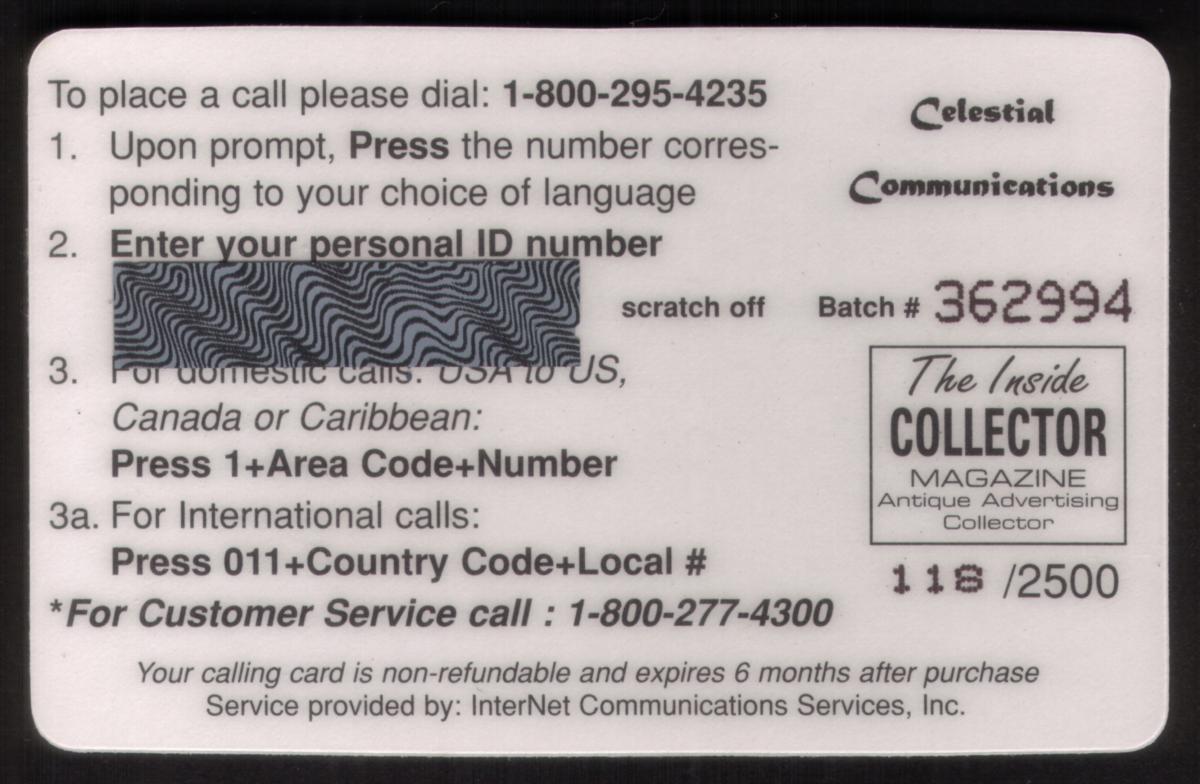 To place a call please dial: 1-800-295-4235
1. Upon prompt, Press the number corres-
ponding to your choice of language
2. Enter your personal ID number
scratch off
3. For domestic calls: USA to US,
Canada or Caribbean:
Press 1+Area Code+Number
3a. For International calls:
Press 011+Country Code+Local #
*For Customer Service call : 1-800-277-4300
Your calling card is non-refundable and expires 6 months after purchase
Service provided by: InterNet Communications Services, Inc.
Celestial
Communications
Batch # 362994
The Inside
COLLECTOR
MAGAZINE
Antique Advertising
Collector
118 /2500